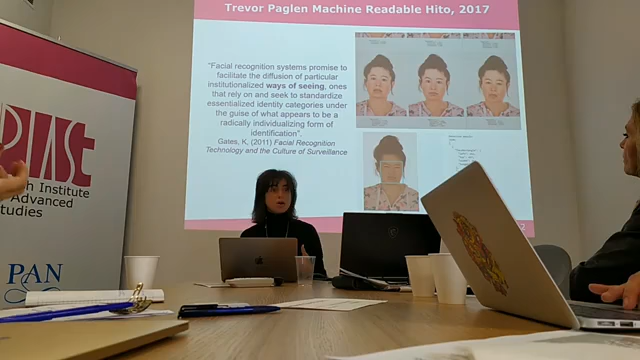 Trevor Paglen Machine Readable Hito, 2017
"Facial recognition systems promise to
facilitate the diffusion of particular
institutionalized ways of seeing, ones
that rely on and seek to standardize
essentialized identity categories under
the guise of what appears to be a
radically individualizing form of
identification".
Gates, K, (2011) Facial Recognition
Technology and the Culture of Surveillance
PIASt
Institute
Advanced
Studies
PAN